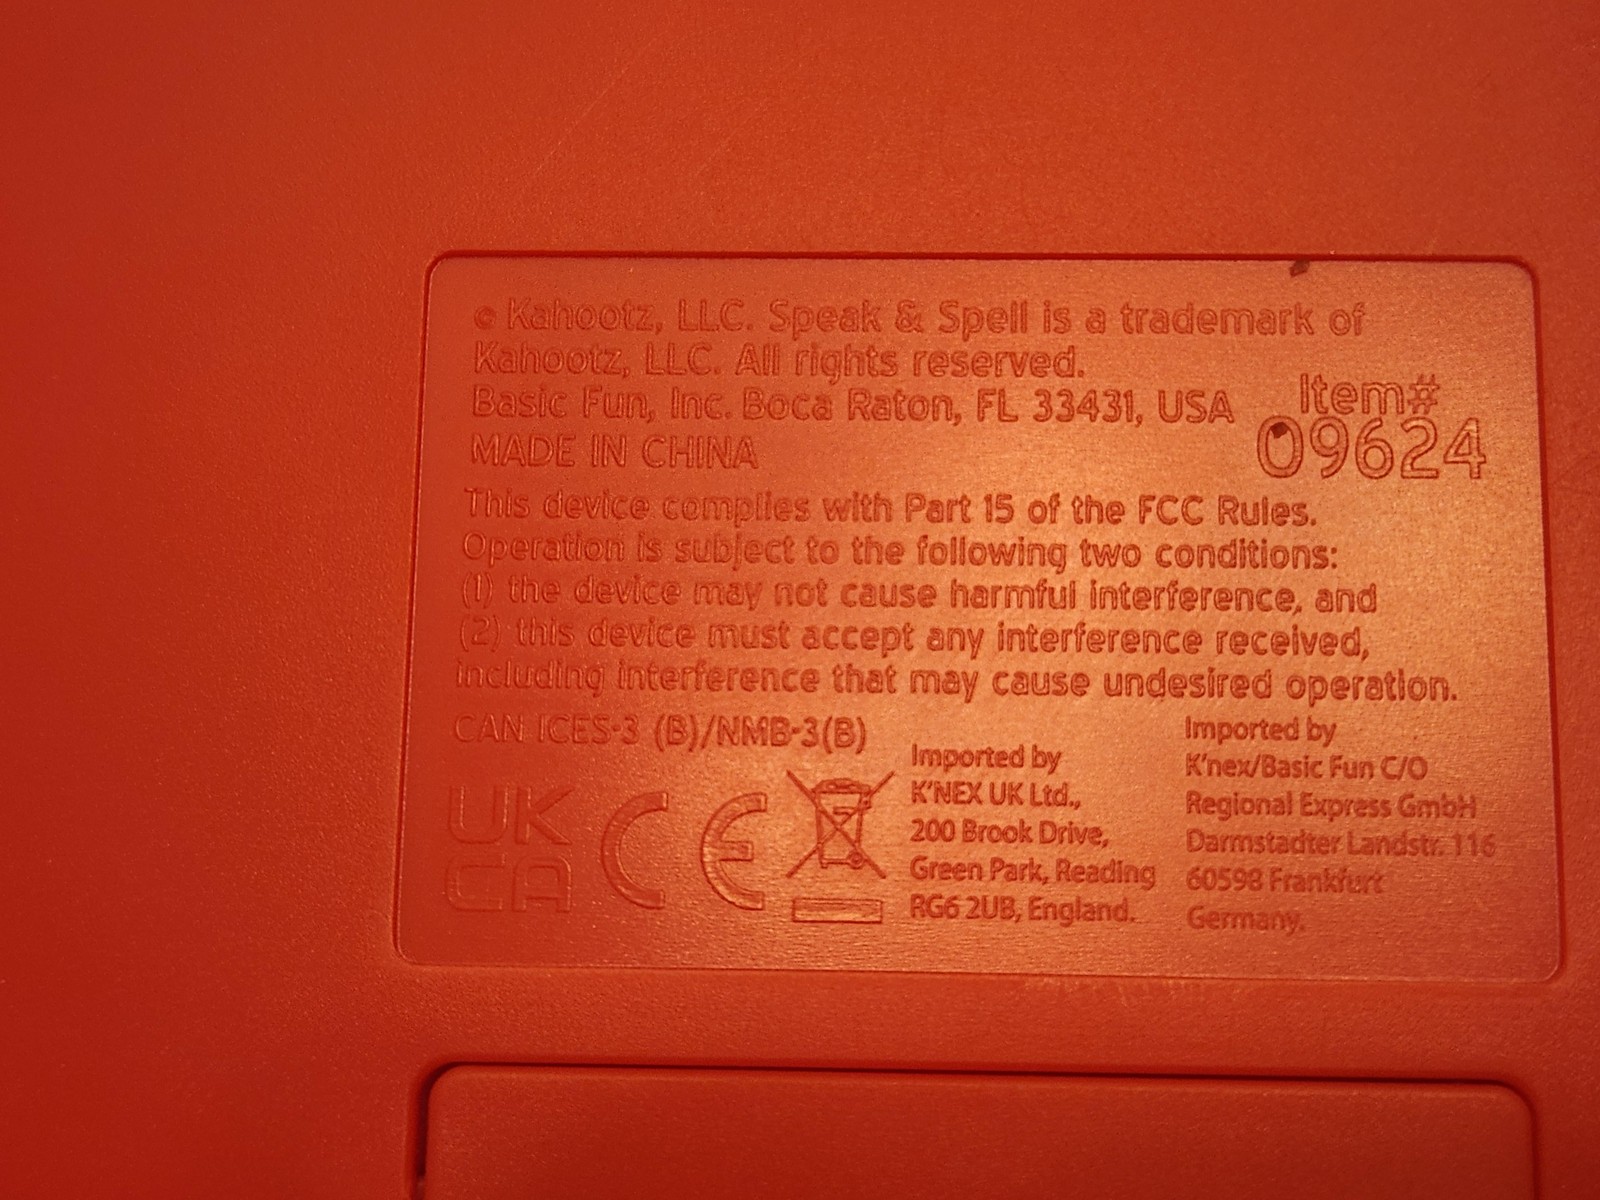 © Kahootz, LLC. Speak & Spell is a trademark of
Kahootz, LLC. All rights reserved.
Basic Fun, Inc. Boca Raton, FL 33431, USA
MADE IN CHINA
Item#
09624
This device complies with Part 15 of the FCC Rules.
Operation is subject to the following two conditions:
(1) the device may not cause harmful interference, and
(2) this device must accept any interference received,
including interference that may cause undesired operation.
CAN ICES-3 (B)/NMB-3(B)
UK
CA
CE
Imported by
K'NEX UK Ltd.,
200 Brook Drive,
Green Park, Reading
RG6 2UB, England.
Imported by
K'nex/Basic Fun C/O
Regional Express GmbH
Darmstadter Landstr. 116
60598 Frankfurt
Germany.